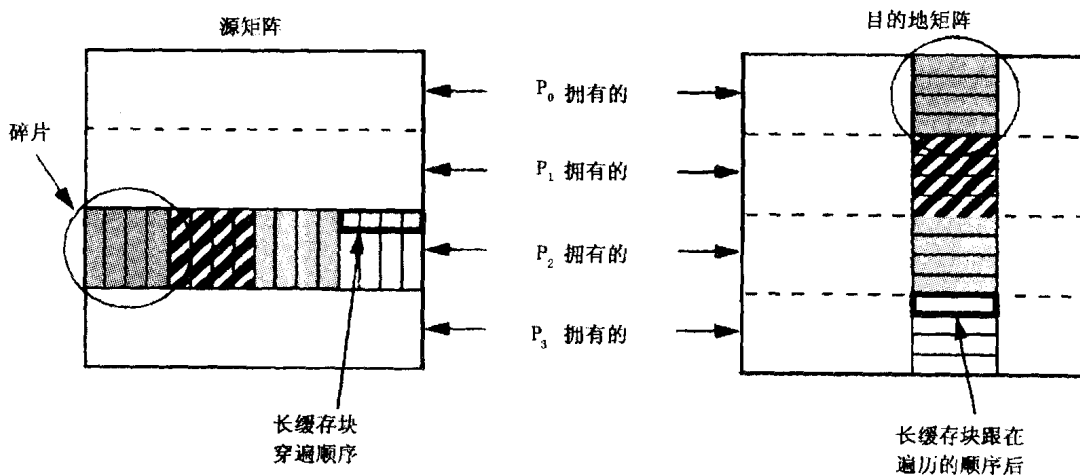 源矩阵
目的地矩阵
碎片
P₀ 拥有的
P₁ 拥有的
P₂ 拥有的
P₃ 拥有的
长缓存块
穿遍顺序
长缓存块跟在
遍历的顺序后